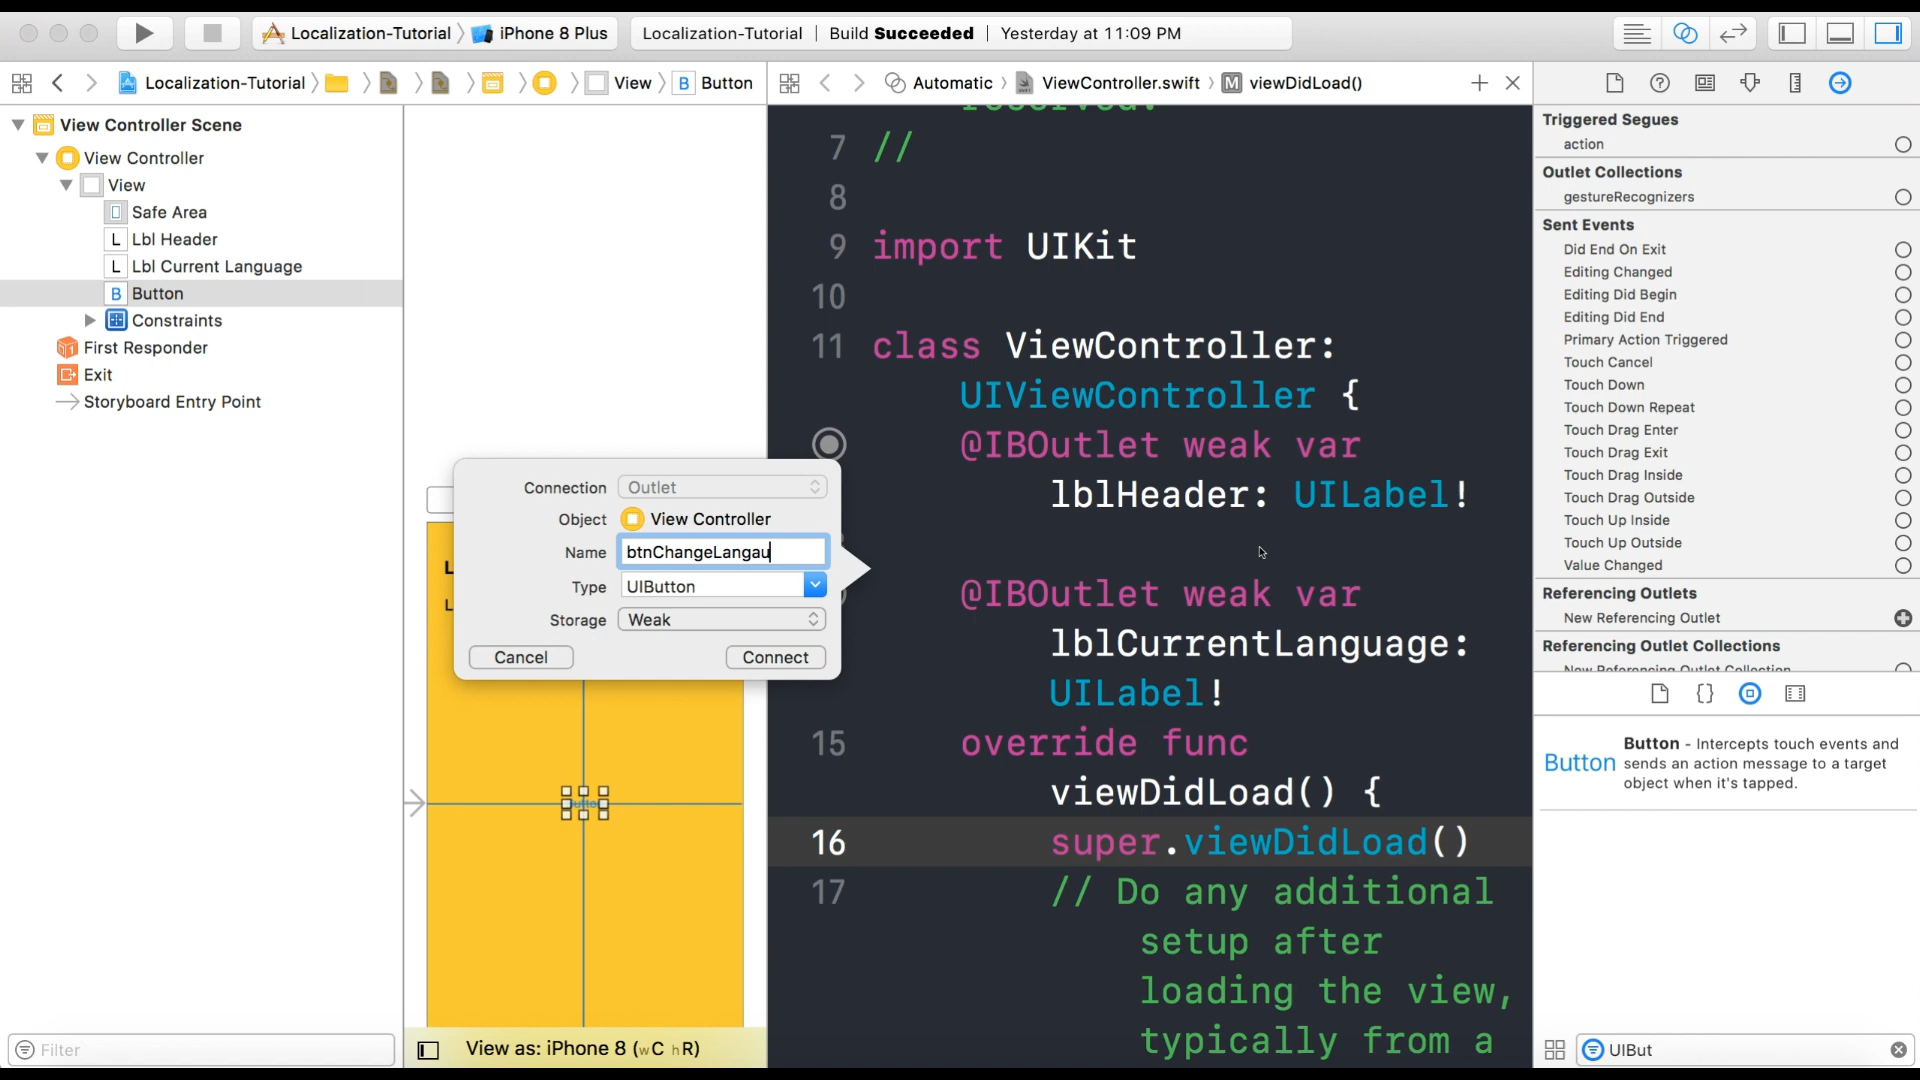 Localization-Tutorial  iPhone 8 Plus
Localization-Tutorial | Build Succeeded | Yesterday at 11:09 PM
Localization-Tutorial  View  B Button
Automatic  ViewController.swift  M viewDidLoad()
View Controller Scene
View Controller
View
Safe Area
L Lbl Header
L Lbl Current Language
B Button
Constraints
First Responder
Exit
Storyboard Entry Point
Filter
Connection Outlet
Object View Controller
Name btnChangeLangau
Type UIButton
Storage Weak
Cancel Connect
View as: iPhone 8 (wC hR)
reserved.
7 //
8
9 import UIKit
10
11 class ViewController:
UIViewController {
@IBOutlet weak var
lblHeader: UILabel!
@IBOutlet weak var
lblCurrentLanguage:
UILabel!
15 override func
viewDidLoad() {
16 super.viewDidLoad()
17 // Do any additional
setup after
loading the view,
typically from a
Triggered Segues
action
Outlet Collections
gestureRecognizers
Sent Events
Did End On Exit
Editing Changed
Editing Did Begin
Editing Did End
Primary Action Triggered
Touch Cancel
Touch Down
Touch Down Repeat
Touch Drag Enter
Touch Drag Exit
Touch Drag Inside
Touch Drag Outside
Touch Up Inside
Touch Up Outside
Value Changed
Referencing Outlets
New Referencing Outlet
Referencing Outlet Collections
New Referencing Outlet Collection
Button
Button - Intercepts touch events and
sends an action message to a target
object when it's tapped.
UIBut